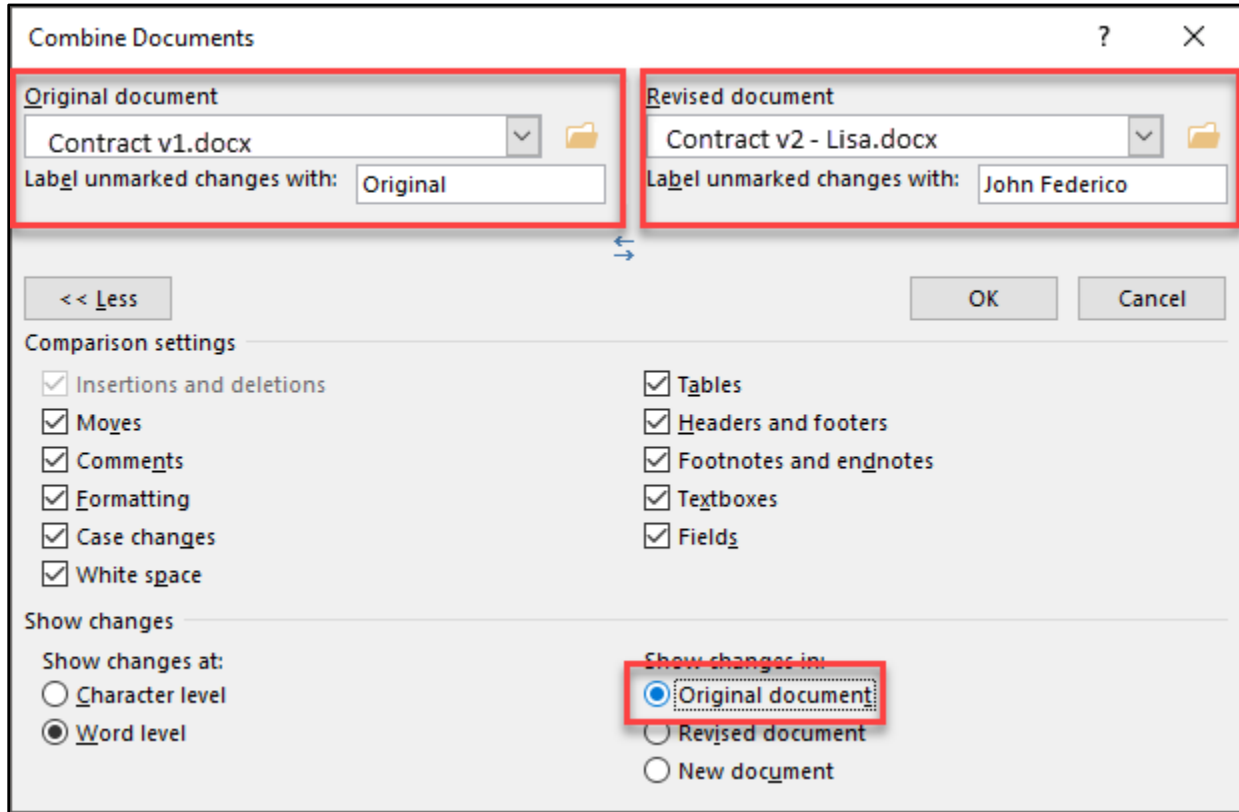 Combine Documents ?
Original document
Contract v1.docx
Label unmarked changes with: Original
Revised document
Contract v2 - Lisa.docx
Label unmarked changes with: John Federico
<< Less
OK
Cancel
Comparison settings
Insertions and deletions
Moves
Comments
Formatting
Case changes
White space
Tables
Headers and footers
Footnotes and endnotes
Textboxes
Fields
Show changes
Show changes at:
Character level
Word level
Show changes in:
Original document
Revised document
New document